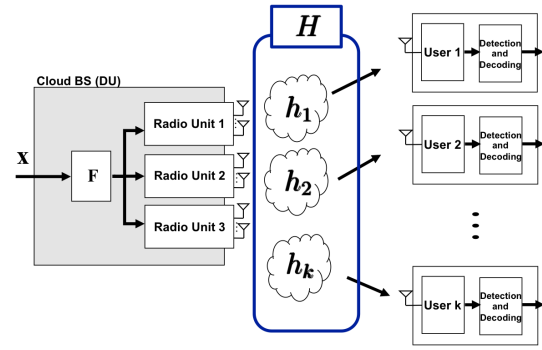 H
Cloud BS (DU)
x
F
Radio Unit 1
Radio Unit 2
Radio Unit 3
h1
h2
hk
User 1
Detection
and
Decoding
User 2
Detection
and
Decoding
User k
Detection
and
Decoding